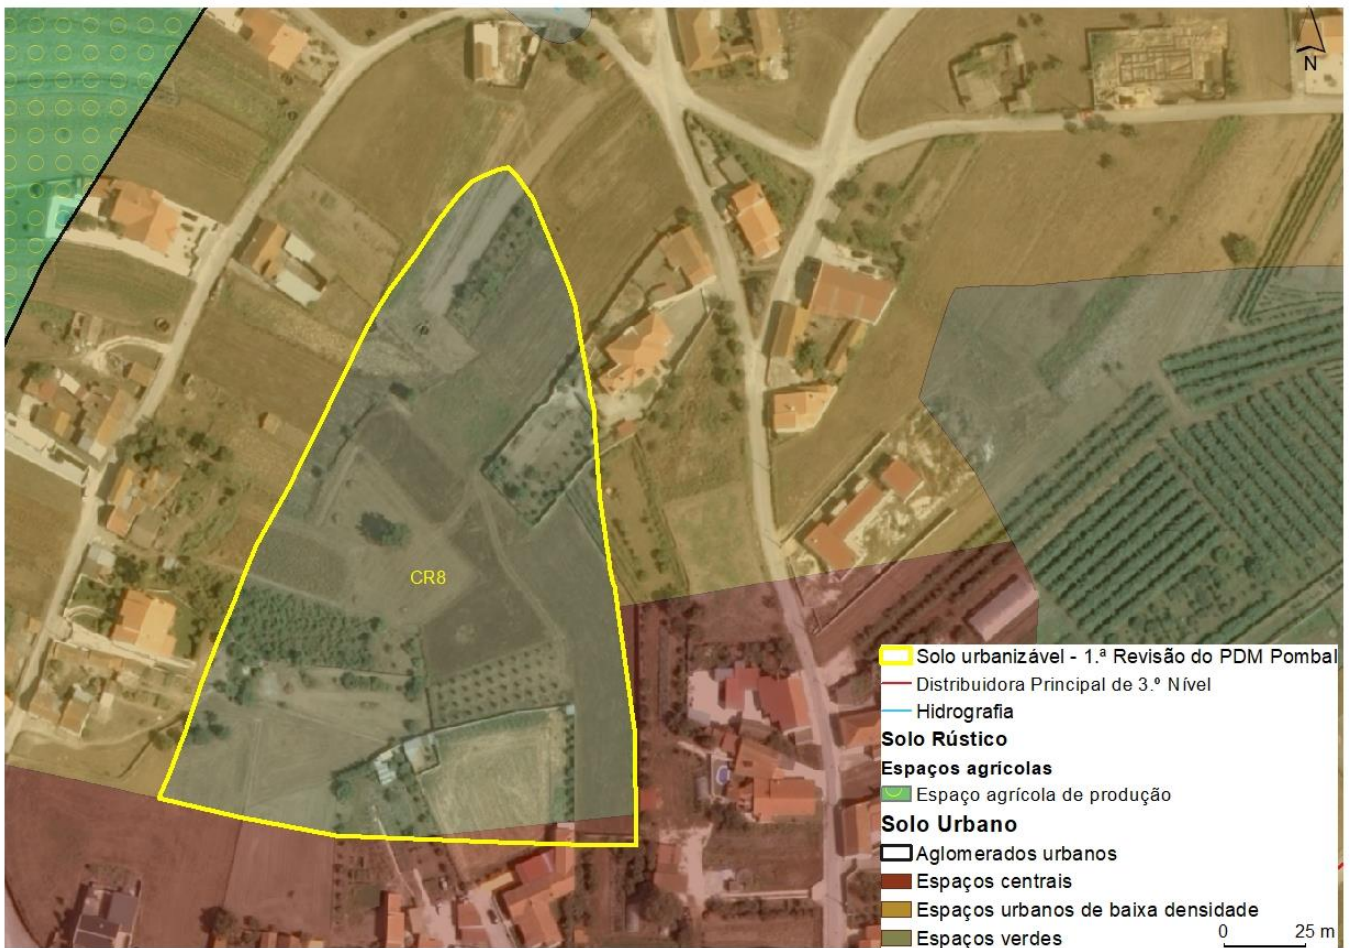 N
CR8
Solo urbanizável - 1.ª Revisão do PDM Pombal
Distribuidora Principal de 3.º Nível
Hidrografia
Solo Rústico
Espaços agrícolas
Espaço agrícola de produção
Solo Urbano
Aglomerados urbanos
Espaços centrais
Espaços urbanos de baixa densidade
Espaços verdes
0 25 m